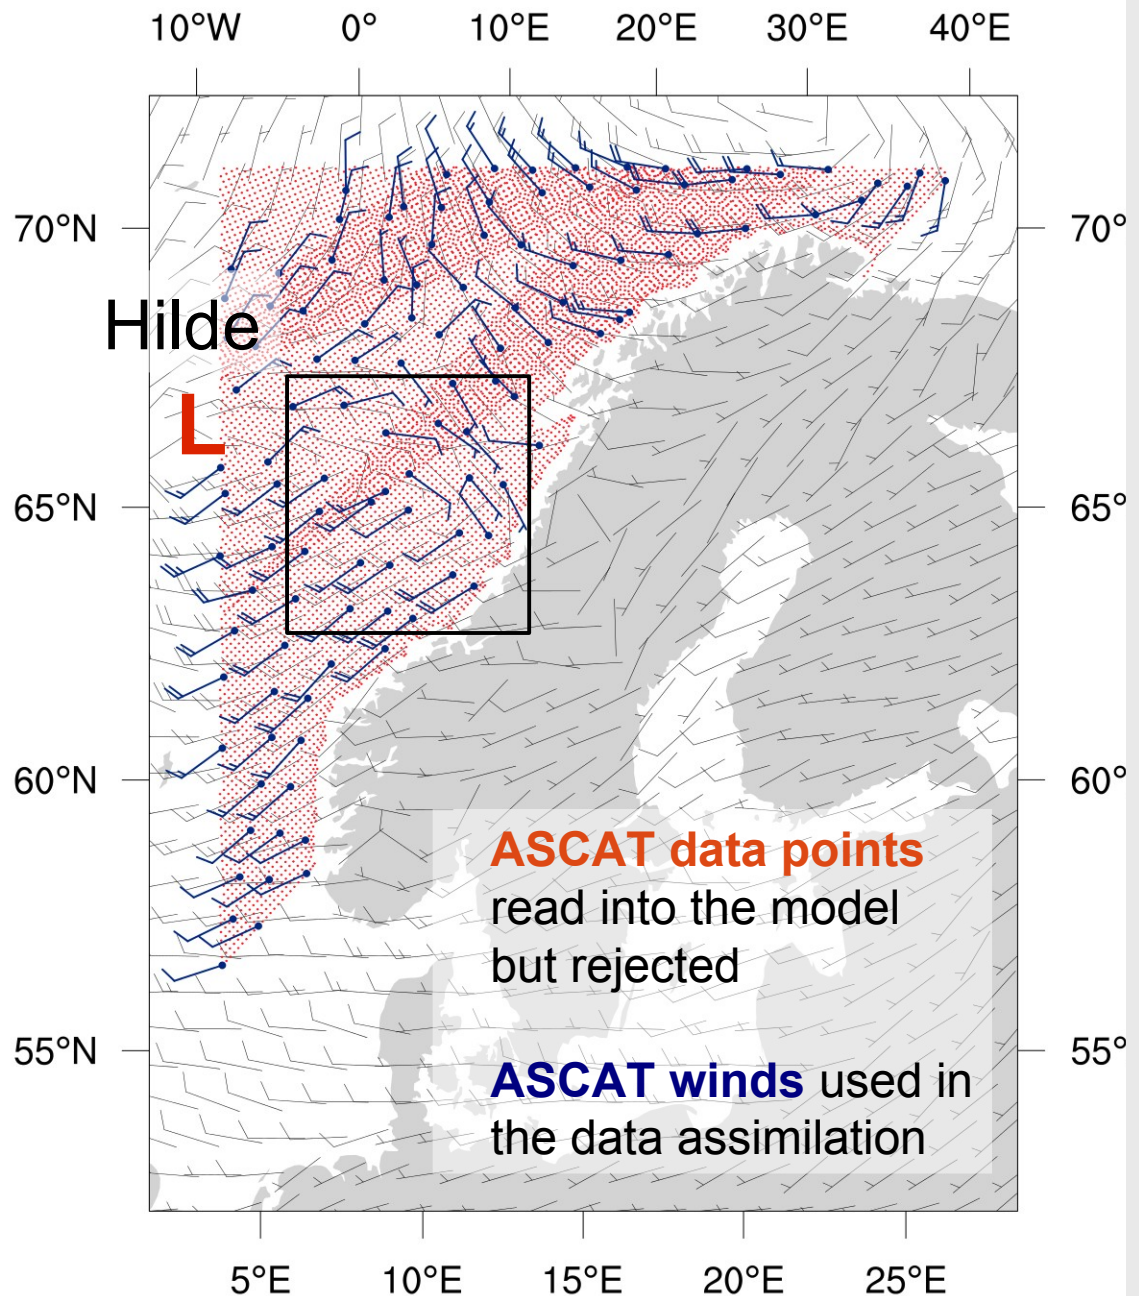 10°W 0° 10°E 20°E 30°E 40°E
70°N 70°
Hilde
L
65°N 65°
60°N 60°
ASCAT data points
read into the model
but rejected
55°N 55°
ASCAT winds used in
the data assimilation
5°E 10°E 15°E 20°E 25°E